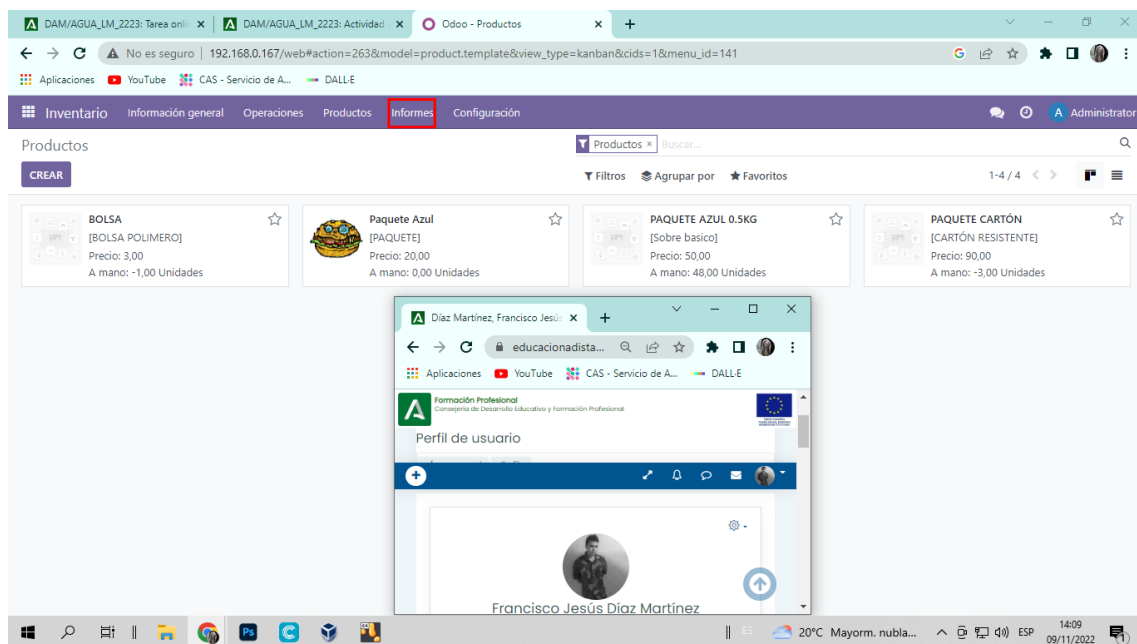 DAM/AGUA_LM_2223: Tarea onli
DAM/AGUA_LM_2223: Actividad
Odoo - Productos
No es seguro
192.168.0.167/web#action=263&model=product.template&view_type=kanban&cids=1&menu_id=141
Aplicaciones
YouTube
CAS - Servicio de A...
DALL·E
Inventario
Información general
Operaciones
Productos
Informes
Configuración
A Administrator
Productos
Productos ×
Buscar...
CREAR
Filtros
Agrupar por
Favoritos
1-4 / 4
BOLSA
[BOLSA POLIMERO]
Precio: 3,00
A mano: -1,00 Unidades
Paquete Azul
[PAQUETE]
Precio: 20,00
A mano: 0,00 Unidades
PAQUETE AZUL 0.5KG
[Sobre basico]
Precio: 50,00
A mano: 48,00 Unidades
PAQUETE CARTÓN
[CARTÓN RESISTENTE]
Precio: 90,00
A mano: -3,00 Unidades
Díaz Martínez, Francisco Jesús
educacionadista...
Aplicaciones
YouTube
CAS - Servicio de A...
DALL·E
Formación Profesional
Consejería de Desarrollo Educativo y Formación Profesional
Perfil de usuario
Francisco Jesús Díaz Martínez
20°C Mayorm. nubla...
ESP
14:09
09/11/2022